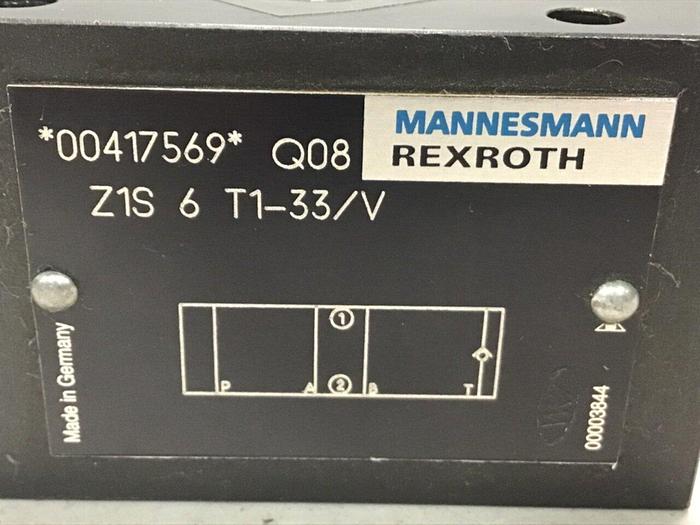 *00417569* Q08
MANNESMANN
REXROTH
Z1S 6 T1-33/V
1
P A 2 B T
Made in Germany
00003844